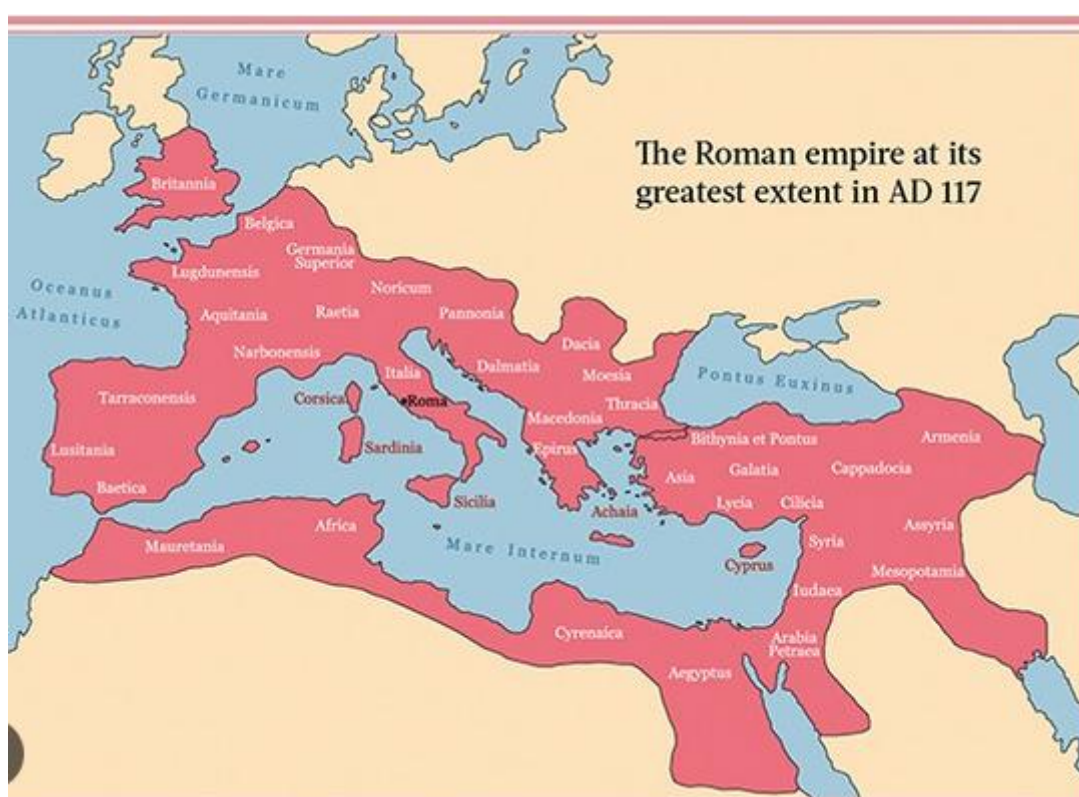 Mare
Germanicum
The Roman empire at its
greatest extent in AD 117
Britannia
Belgica
Germania
Superior
Lugdunensis
Oceanus
Atlanticus
Noricum
Aquitania
Raetia
Pannonia
Narbonensis
Dacia
Italia
Dalmatia
Moesia
Pontus Euxinus
Tarraconensis
Corsica
Roma
Thracia
Macedonia
Bithynia et Pontus
Armenia
Lusitania
Sardinia
Epirus
Asia
Galatia
Cappadocia
Baetica
Sicilia
Achaia
Lycia
Cilicia
Mauretania
Africa
Mare Internum
Syria
Assyria
Cyprus
Mesopotamia
Iudaea
Cyrenaica
Arabia
Petraea
Aegyptus